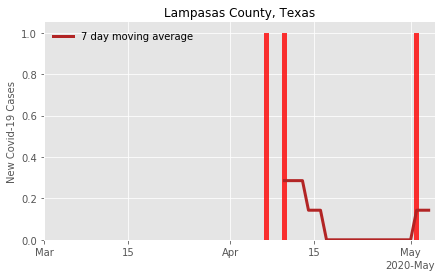 Lampasas County, Texas
7 day moving average
New Covid-19 Cases
1.0
0.8
0.6
0.4
0.2
0.0
Mar 15 Apr 15 May
2020-May